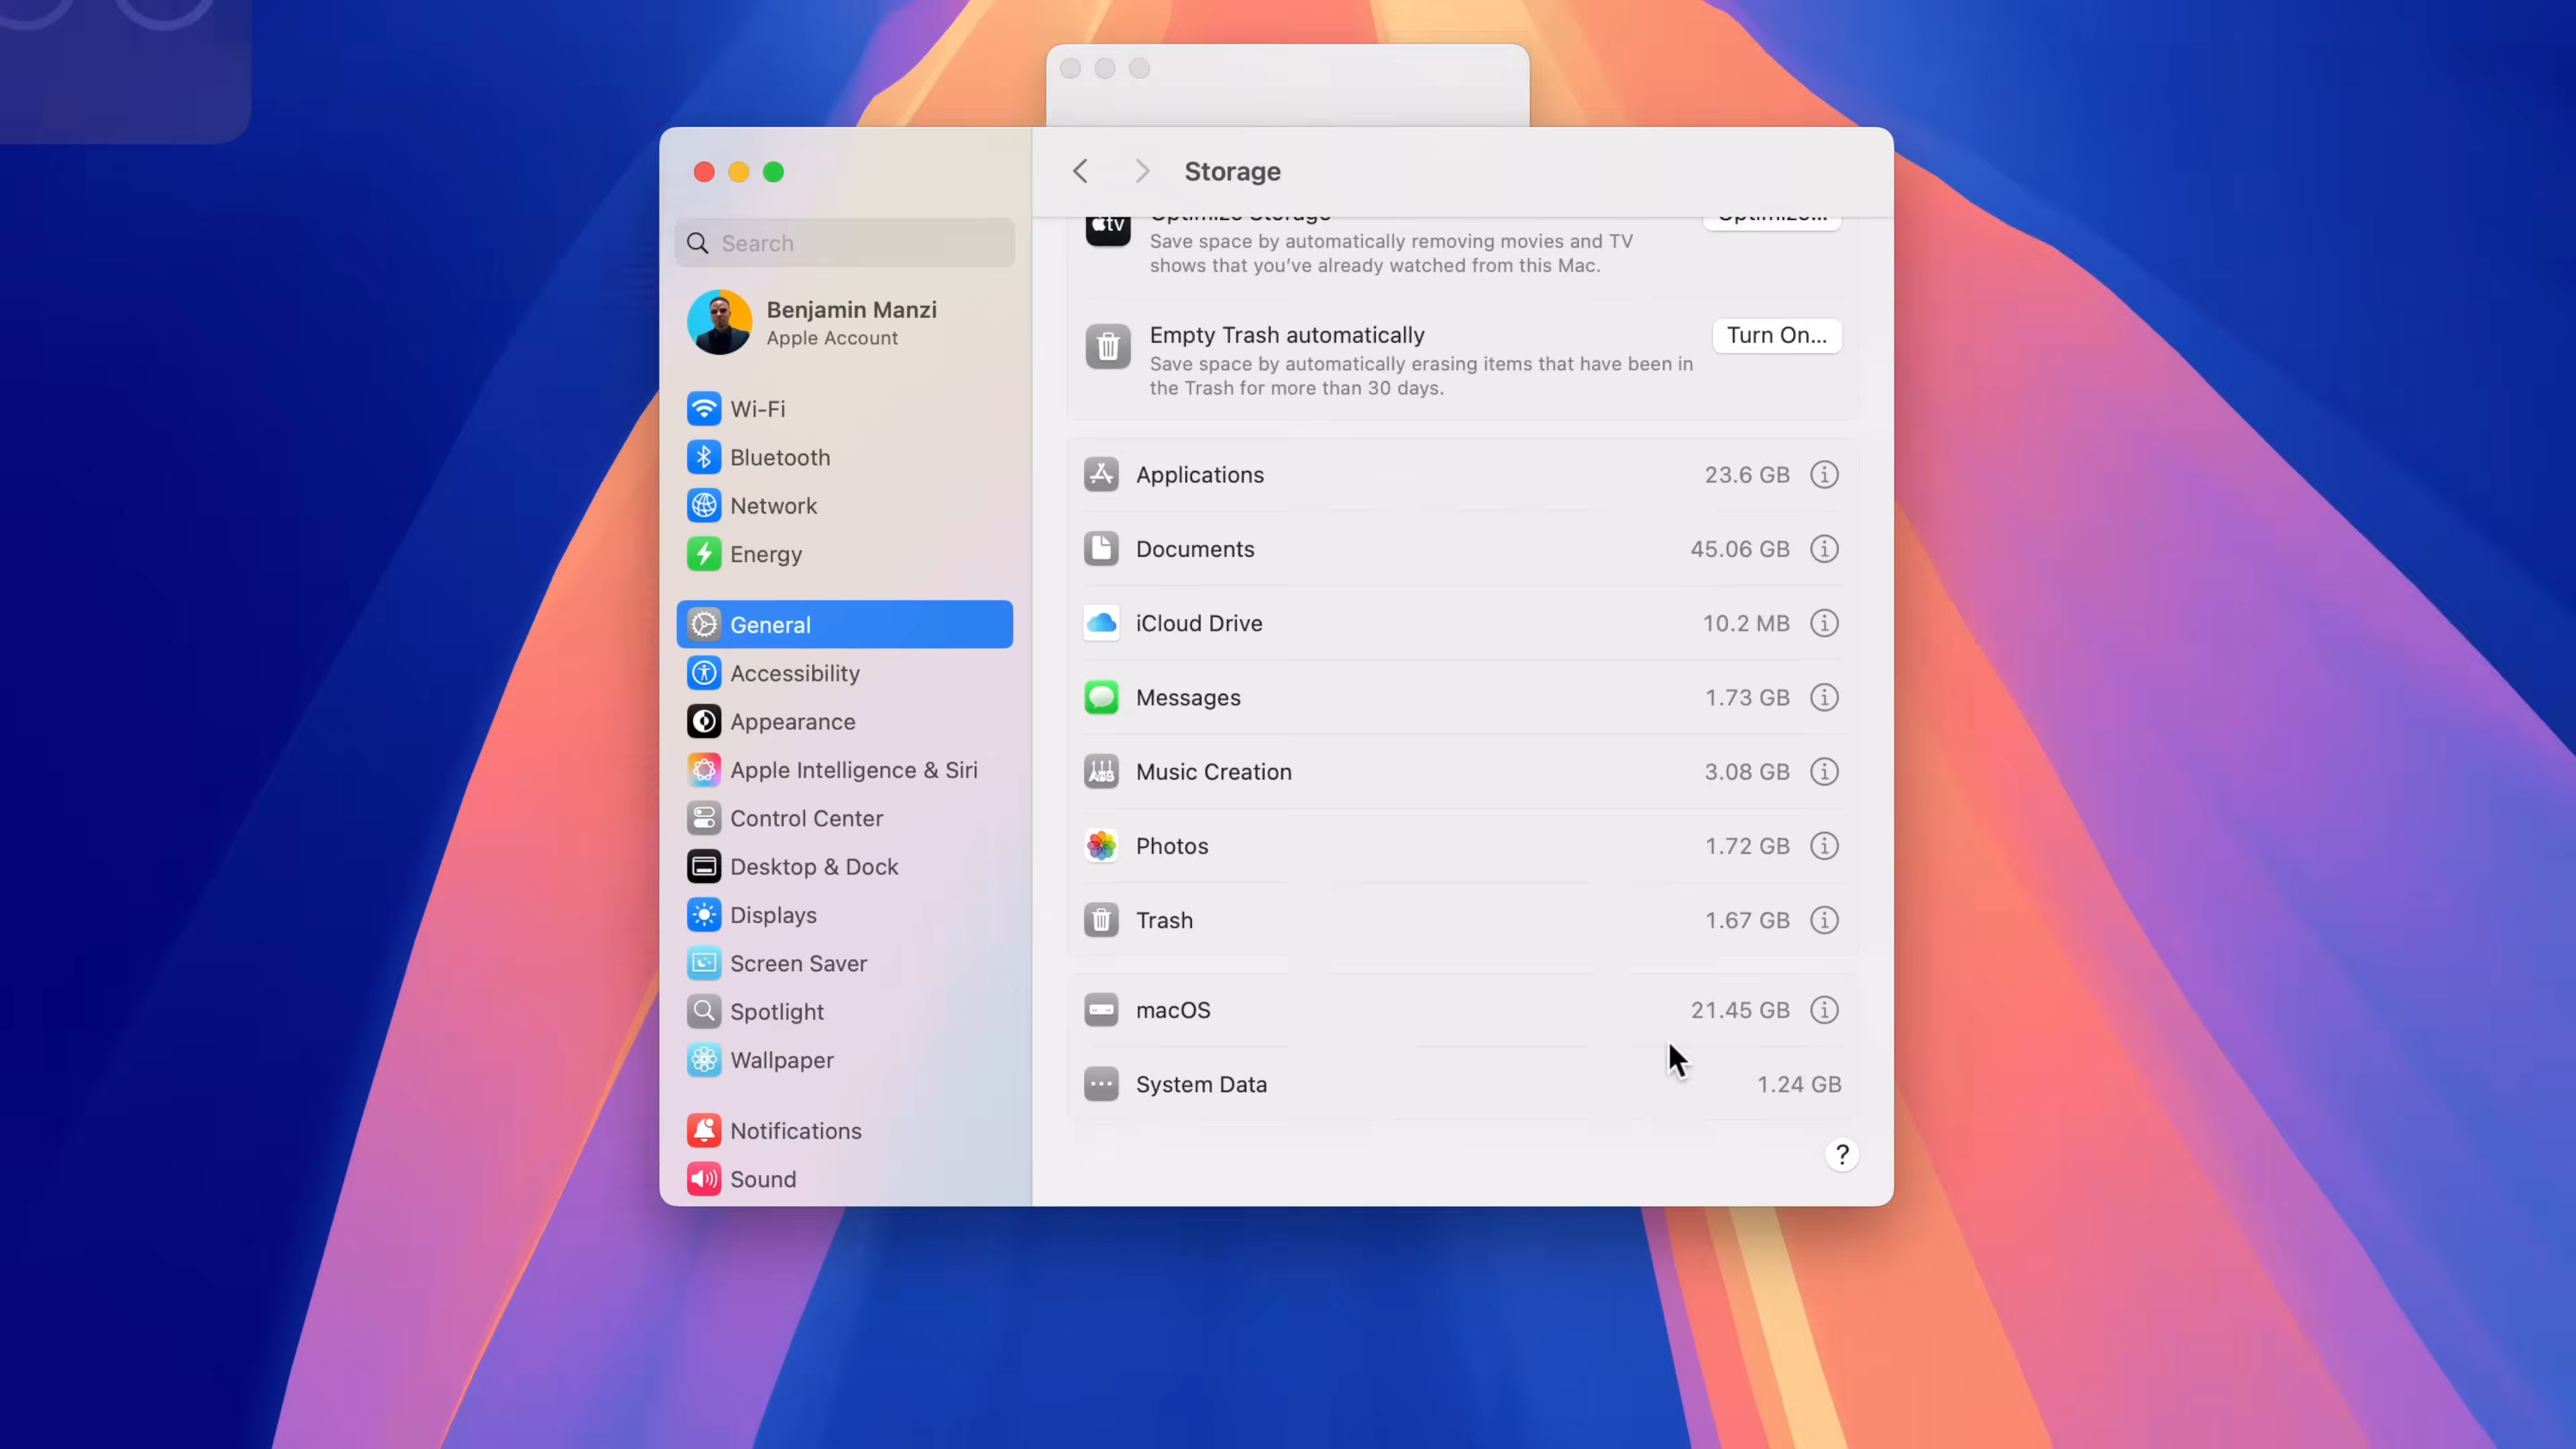 Storage
Search
Benjamin Manzi
Apple Account
Wi-Fi
Bluetooth
Network
Energy
General
Accessibility
Appearance
Apple Intelligence & Siri
Control Center
Desktop & Dock
Displays
Screen Saver
Spotlight
Wallpaper
Notifications
Sound
tv
Optimize Storage
Optimize...
Save space by automatically removing movies and TV
shows that you’ve already watched from this Mac.
Empty Trash automatically
Turn On...
Save space by automatically erasing items that have been in
the Trash for more than 30 days.
Applications 23.6 GB
Documents 45.06 GB
iCloud Drive 10.2 MB
Messages 1.73 GB
Music Creation 3.08 GB
Photos 1.72 GB
Trash 1.67 GB
macOS 21.45 GB
System Data 1.24 GB
?